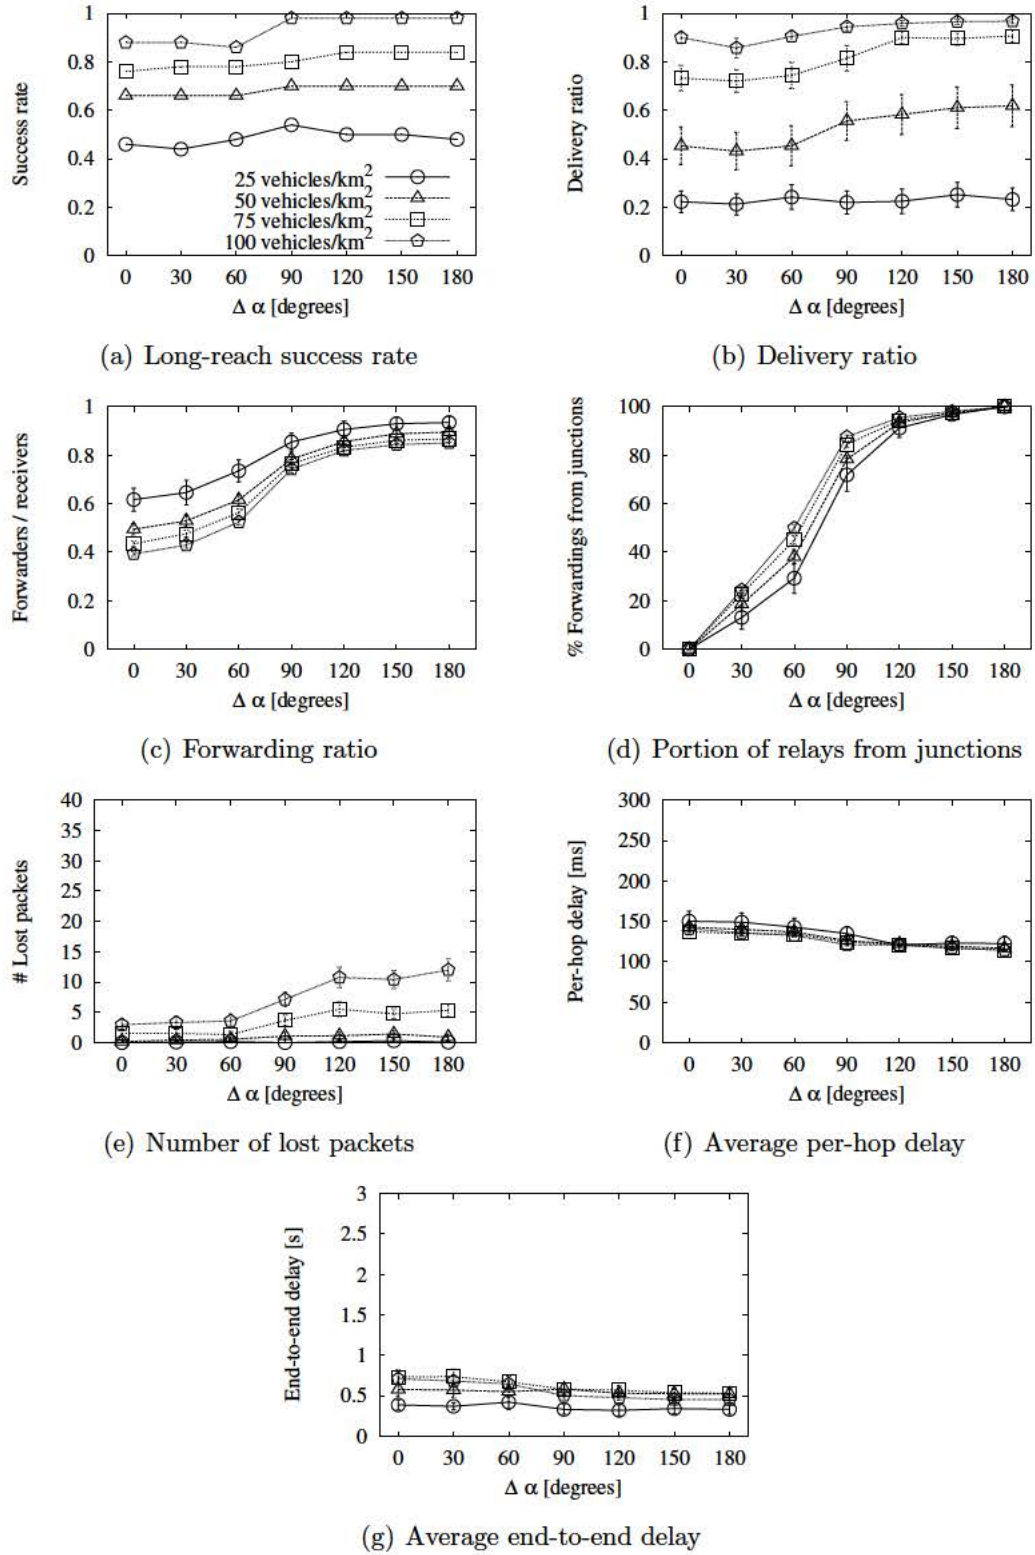 1
0.8
0.6
0.4
0.2
0
Success rate
25 vehicles/km²
50 vehicles/km²
75 vehicles/km²
100 vehicles/km²
0 30 60 90 120 150 180
Δ α [degrees]
(a) Long-reach success rate
1
0.8
0.6
0.4
0.2
0
Delivery ratio
0 30 60 90 120 150 180
Δ α [degrees]
(b) Delivery ratio
1
0.8
0.6
0.4
0.2
0
Forwarders / receivers
0 30 60 90 120 150 180
Δ α [degrees]
(c) Forwarding ratio
100
80
60
40
20
0
% Forwardings from junctions
0 30 60 90 120 150 180
Δ α [degrees]
(d) Portion of relays from junctions
40
35
30
25
20
15
10
5
0
# Lost packets
0 30 60 90 120 150 180
Δ α [degrees]
(e) Number of lost packets
300
250
200
150
100
50
0
Per-hop delay [ms]
0 30 60 90 120 150 180
Δ α [degrees]
(f) Average per-hop delay
3
2.5
2
1.5
1
0.5
0
End-to-end delay [s]
0 30 60 90 120 150 180
Δ α [degrees]
(g) Average end-to-end delay